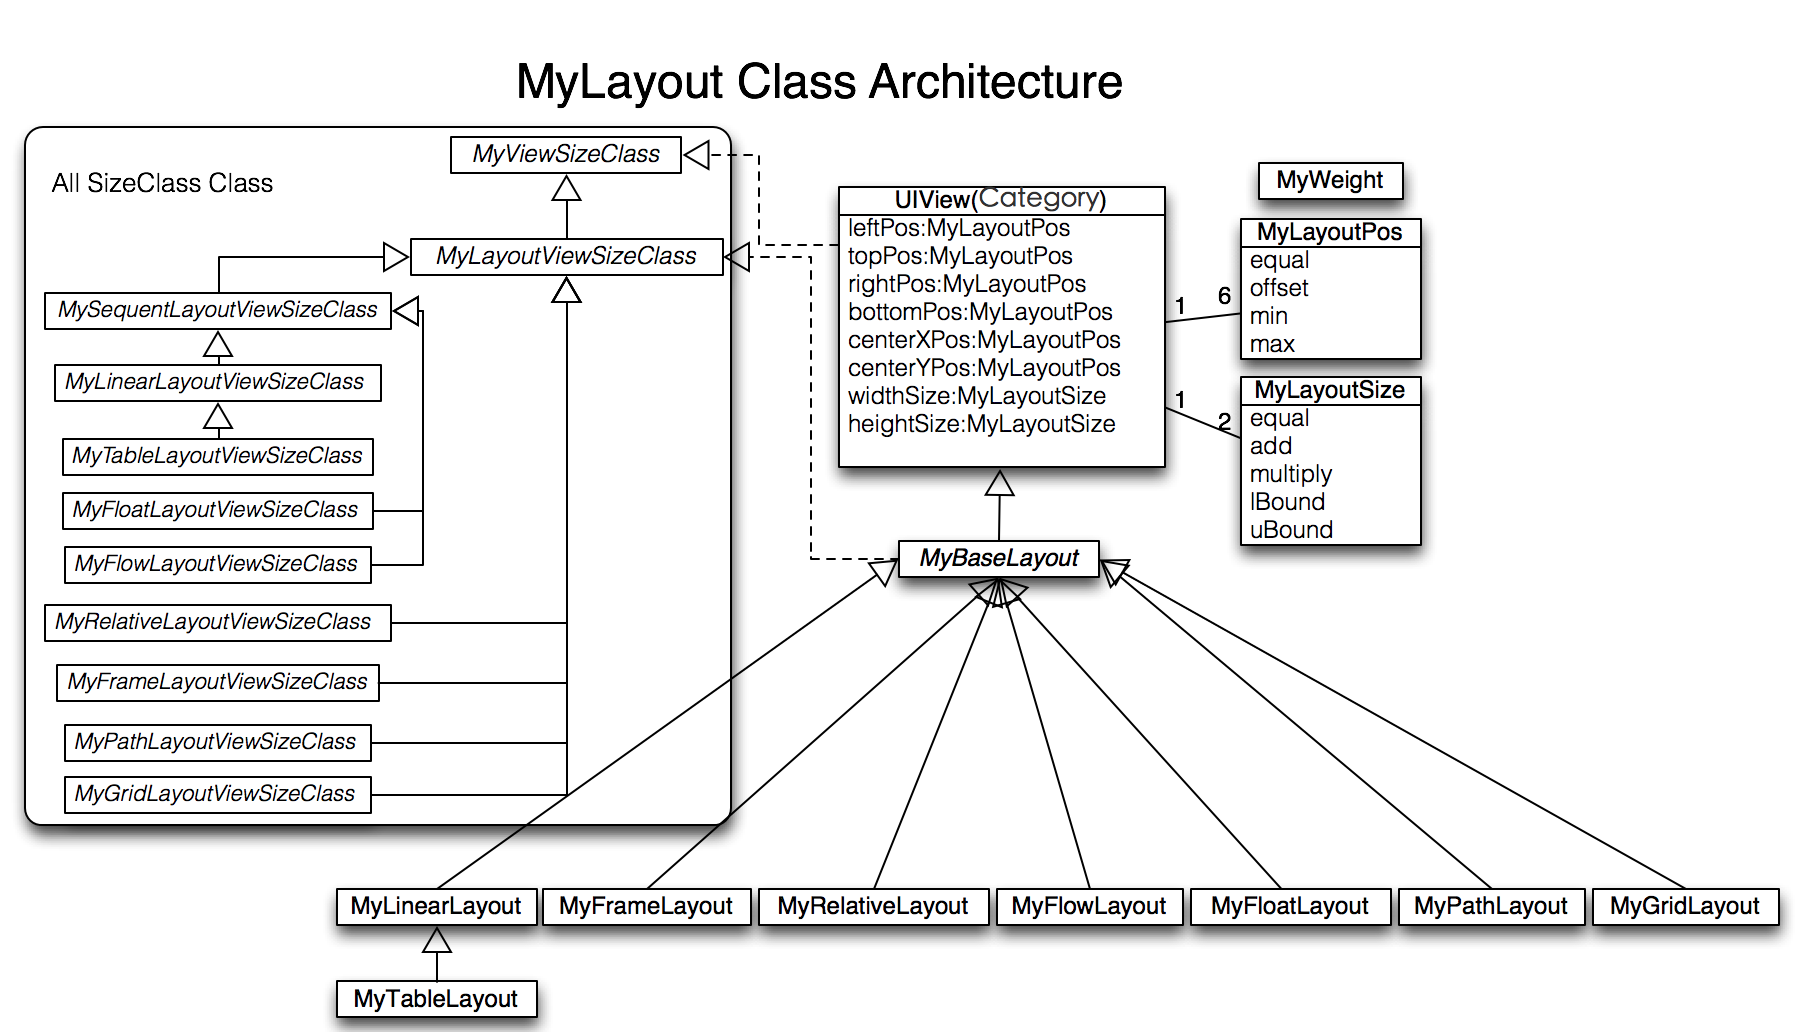 MyLayout Class Architecture
All SizeClass Class
MyViewSizeClass
MyLayoutViewSizeClass
MySequentLayoutViewSizeClass
MyLinearLayoutViewSizeClass
MyTableLayoutViewSizeClass
MyFloatLayoutViewSizeClass
MyFlowLayoutViewSizeClass
MyRelativeLayoutViewSizeClass
MyFrameLayoutViewSizeClass
MyPathLayoutViewSizeClass
MyGridLayoutViewSizeClass
UIView(Category)
leftPos:MyLayoutPos
topPos:MyLayoutPos
rightPos:MyLayoutPos
bottomPos:MyLayoutPos
centerXPos:MyLayoutPos
centerYPos:MyLayoutPos
widthSize:MyLayoutSize
heightSize:MyLayoutSize
1
6
1
2
MyWeight
MyLayoutPos
equal
offset
min
max
MyLayoutSize
equal
add
multiply
lBound
uBound
MyBaseLayout
MyLinearLayout
MyFrameLayout
MyRelativeLayout
MyFlowLayout
MyFloatLayout
MyPathLayout
MyGridLayout
MyTableLayout